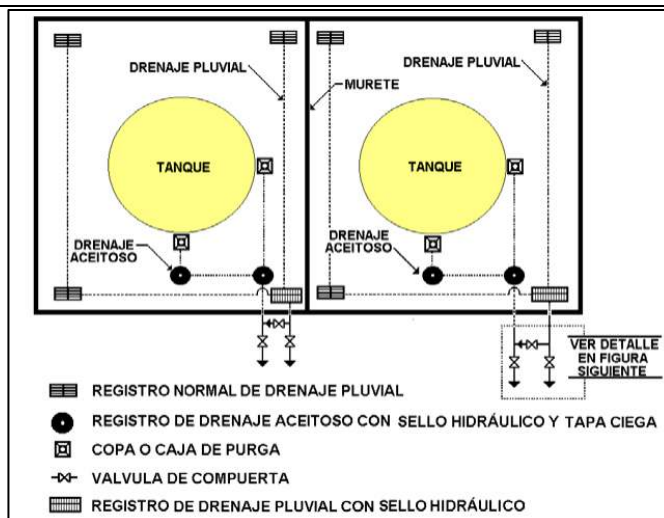 DRENAJE PLUVIAL
MURETE
DRENAJE PLUVIAL
TANQUE
TANQUE
DRENAJE
ACEITOSO
DRENAJE
ACEITOSO
VER DETALLE
EN FIGURA
SIGUIENTE
REGISTRO NORMAL DE DRENAJE PLUVIAL
REGISTRO DE DRENAJE ACEITOSO CON SELLO HIDRÁULICO Y TAPA CIEGA
COPA O CAJA DE PURGA
VALVULA DE COMPUERTA
REGISTRO DE DRENAJE PLUVIAL CON SELLO HIDRÁULICO